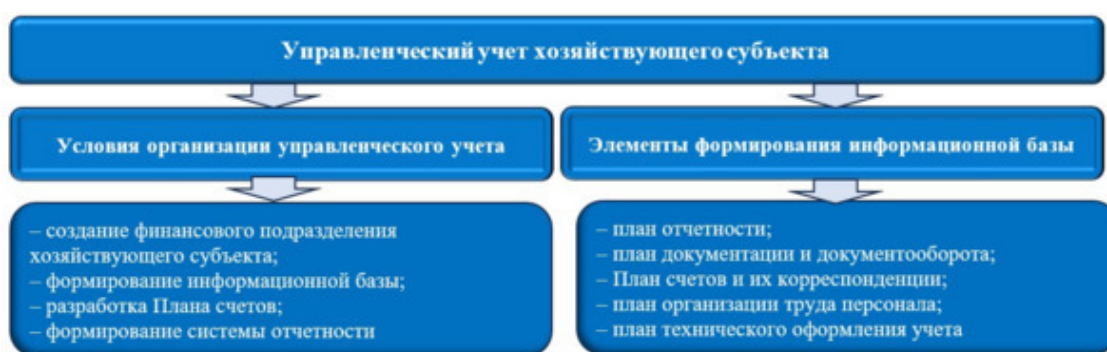 Управленческий учет хозяйствующего субъекта
Условия организации управленческого учета
– создание финансового подразделения
хозяйствующего субъекта;
– формирование информационной базы;
– разработка Плана счетов;
– формирование системы отчетности
Элементы формирования информационной базы
– план отчетности;
– план документации и документооборота;
– План счетов и их корреспонденции;
– план организации труда персонала;
– план технического оформления учета